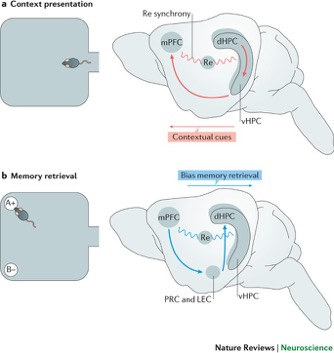 a Context presentation
Re synchrony
mPFC
dHPC
Re
vHPC
Contextual cues
b Memory retrieval
Bias memory retrieval
A+
mPFC
dHPC
Re
B–
PRC and LEC
vHPC
Nature Reviews | Neuroscience